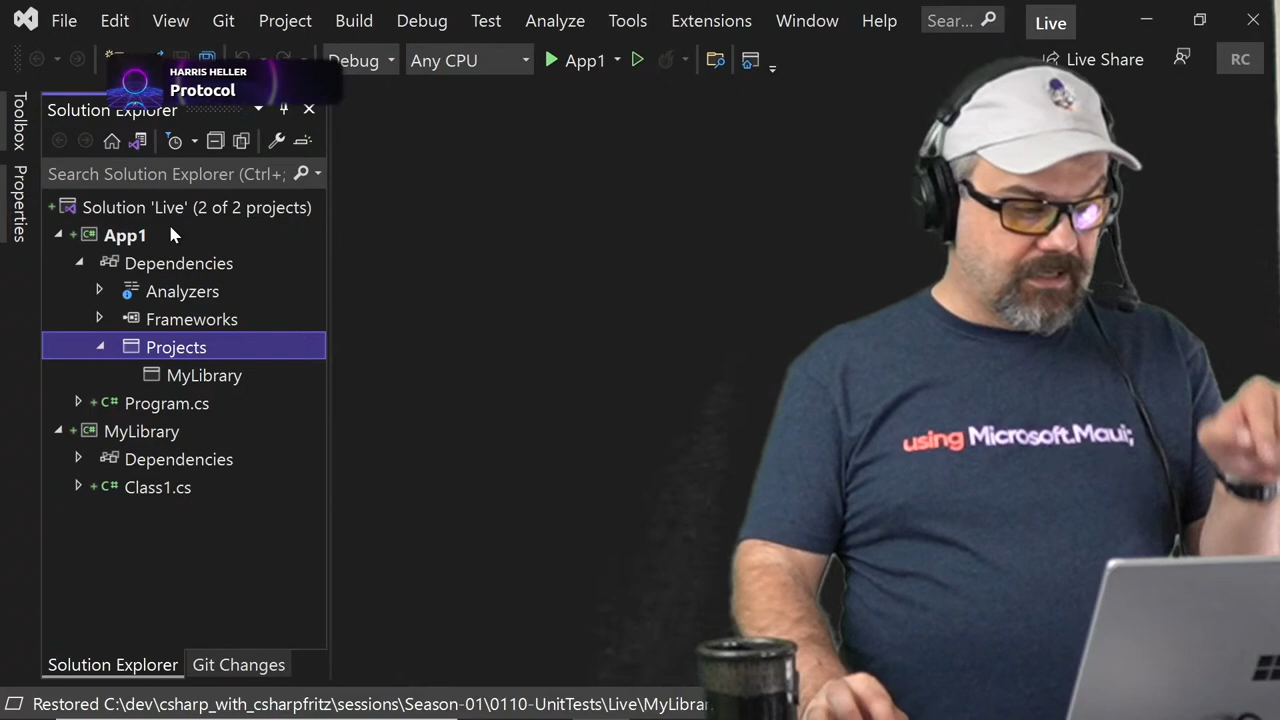 File Edit View Git Project Build Debug Test Analyze Tools Extensions Window Help Sear... Live
Debug Any CPU App1 Live Share RC
HARRIS HELLER
Protocol
Toolbox
Properties
Solution Explorer
Search Solution Explorer (Ctrl+;
Solution 'Live' (2 of 2 projects)
App1
Dependencies
Analyzers
Frameworks
Projects
MyLibrary
C# Program.cs
MyLibrary
Dependencies
C# Class1.cs
using Microsoft.Maui;
Solution Explorer Git Changes
Restored C:\dev\csharp_with_csharpfritz\sessions\Season-01\0110-UnitTests\Live\MyLibrar